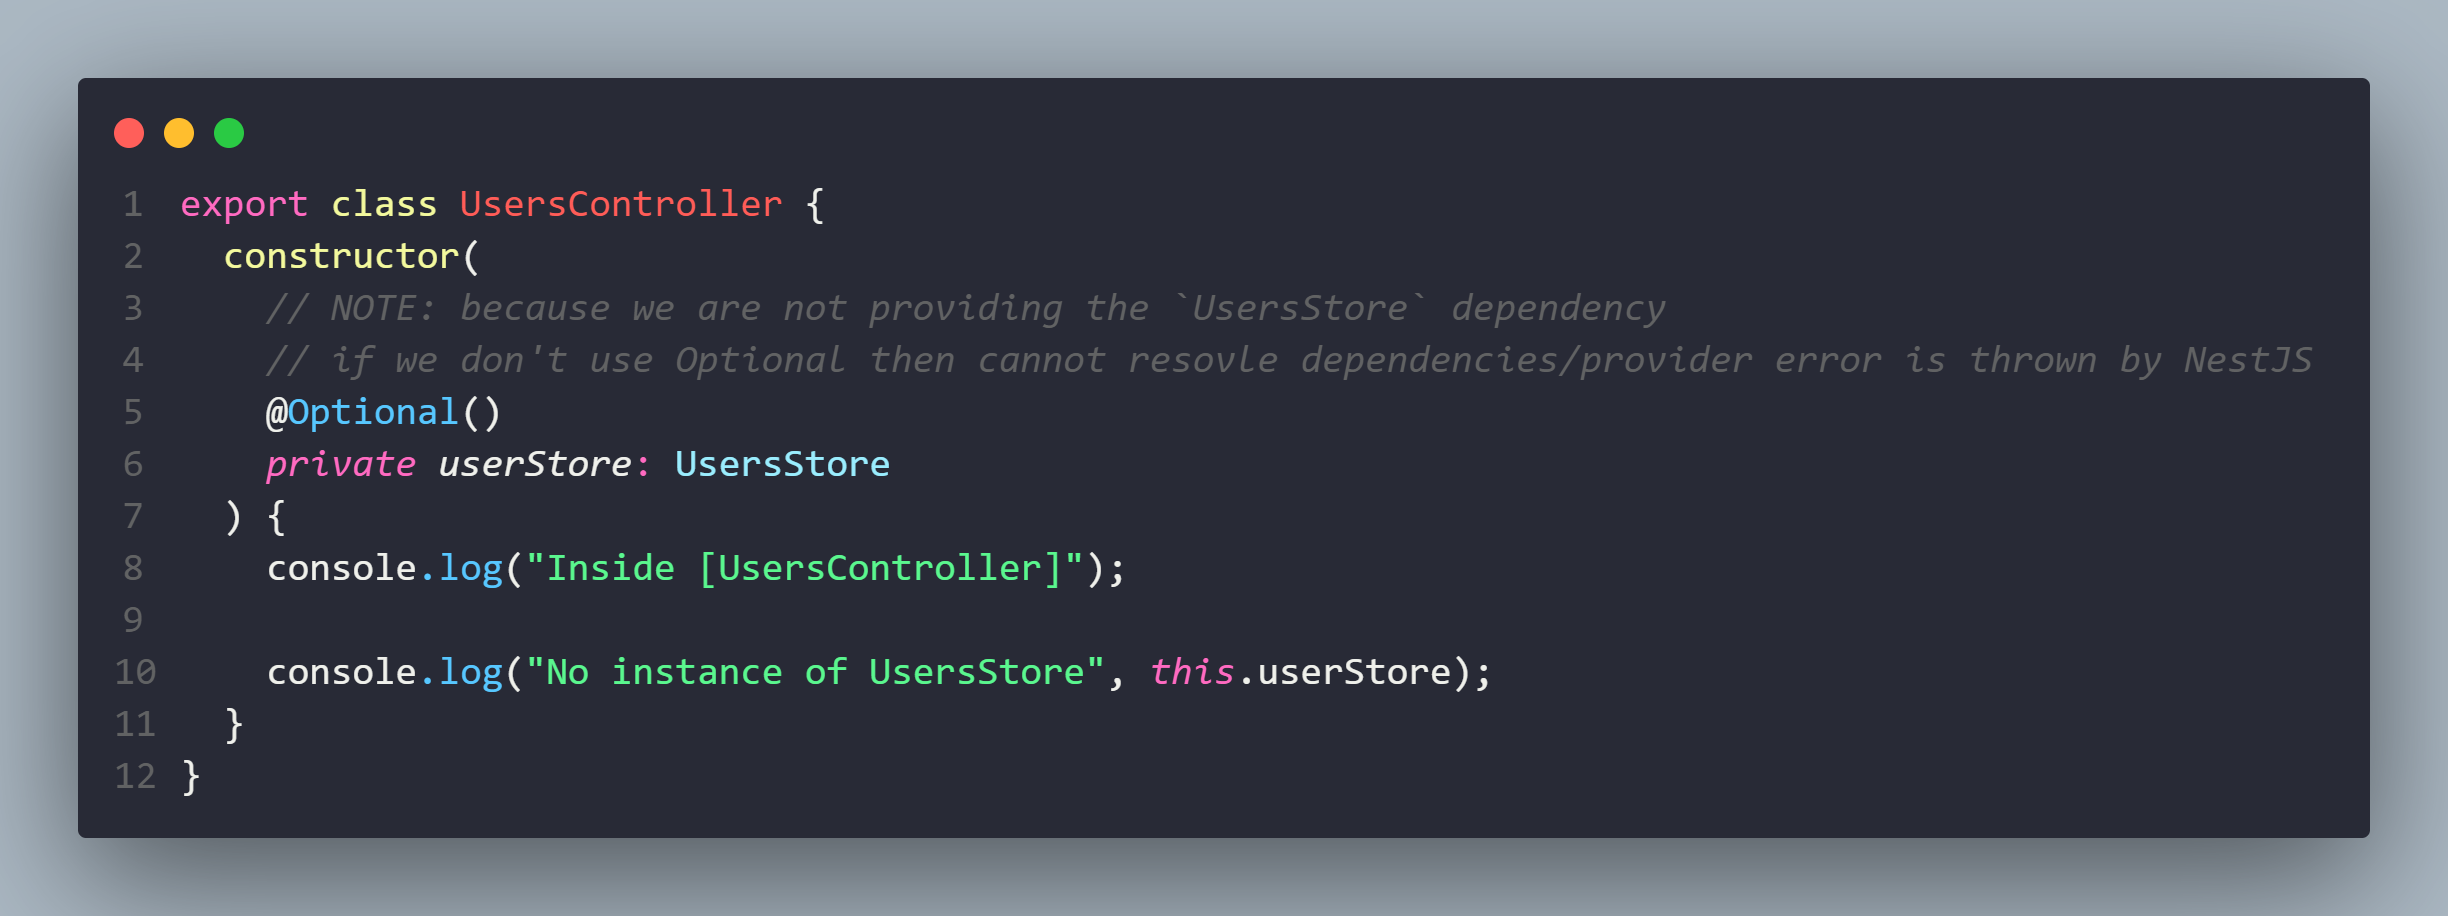 1 export class UsersController {
2   constructor(
3     // NOTE: because we are not providing the `UsersStore` dependency
4     // if we don't use Optional then cannot resovle dependencies/provider error is thrown by NestJS
5     @Optional()
6     private userStore: UsersStore
7   ) {
8     console.log("Inside [UsersController]");
9
10     console.log("No instance of UsersStore", this.userStore);
11   }
12 }